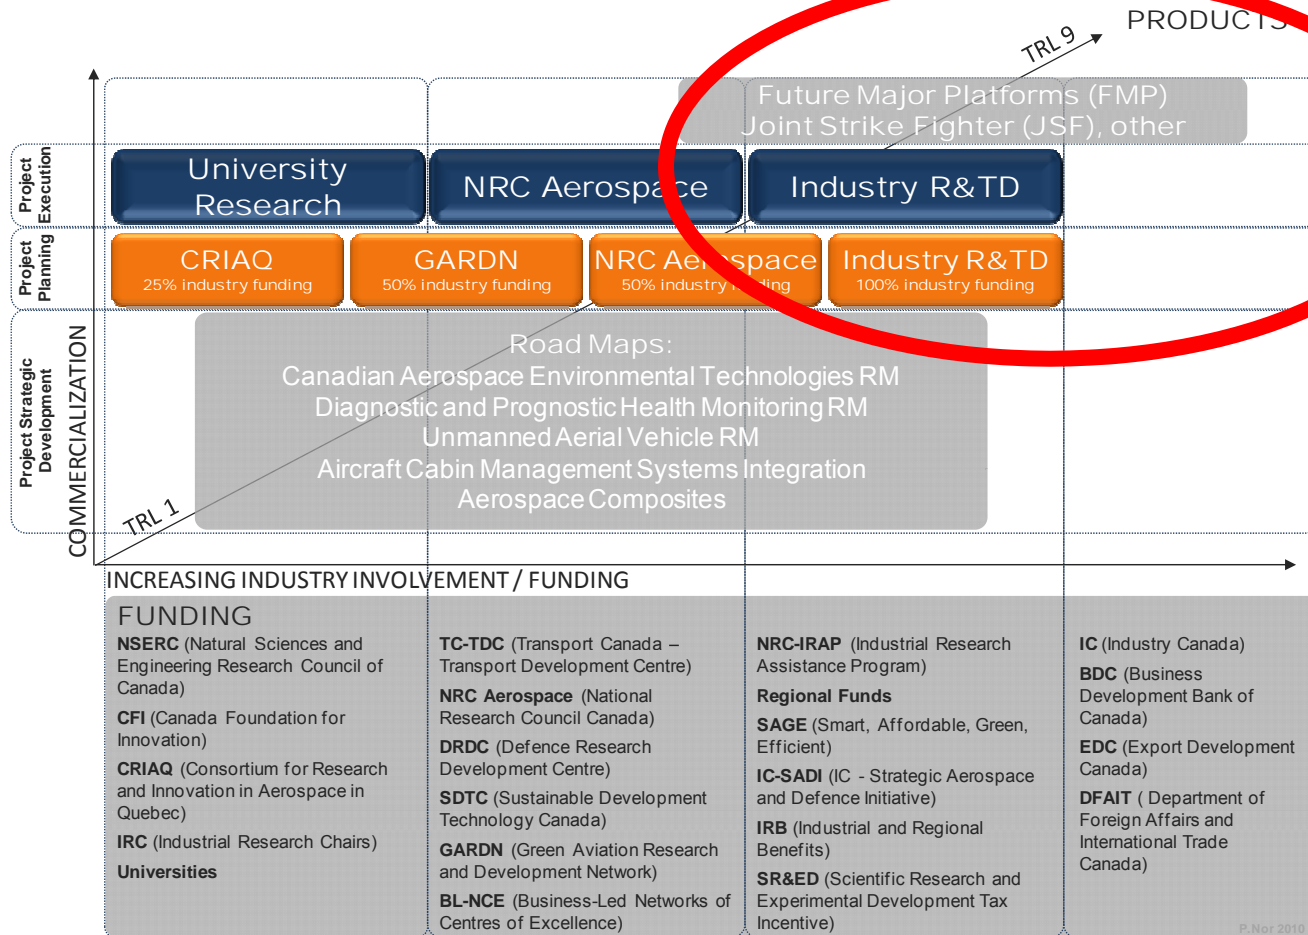 PRODUCTS
TRL 9
Future Major Platforms (FMP)
Joint Strike Fighter (JSF), other
Project
Execution
University
Research
NRC Aerospace
Industry R&TD
Project
Planning
CRIAQ
25% industry funding
GARDN
50% industry funding
NRC Aerospace
50% industry funding
Industry R&TD
100% industry funding
Project Strategic
Development
COMMERCIALIZATION
Road Maps:
Canadian Aerospace Environmental Technologies RM
Diagnostic and Prognostic Health Monitoring RM
Unmanned Aerial Vehicle RM
Aircraft Cabin Management Systems Integration
Aerospace Composites
TRL 1
INCREASING INDUSTRY INVOLVEMENT / FUNDING
FUNDING
NSERC (Natural Sciences and
Engineering Research Council of
Canada)
CFI (Canada Foundation for
Innovation)
CRIAQ (Consortium for Research
and Innovation in Aerospace in
Quebec)
IRC (Industrial Research Chairs)
Universities
TC-TDC (Transport Canada –
Transport Development Centre)
NRC Aerospace (National
Research Council Canada)
DRDC (Defence Research
Development Centre)
SDTC (Sustainable Development
Technology Canada)
GARDN (Green Aviation Research
and Development Network)
BL-NCE (Business-Led Networks of
Centres of Excellence)
NRC-IRAP (Industrial Research
Assistance Program)
Regional Funds
SAGE (Smart, Affordable, Green,
Efficient)
IC-SADI (IC - Strategic Aerospace
and Defence Initiative)
IRB (Industrial and Regional
Benefits)
SR&ED (Scientific Research and
Experimental Development Tax
Incentive)
IC (Industry Canada)
BDC (Business
Development Bank of
Canada)
EDC (Export Development
Canada)
DFAIT ( Department of
Foreign Affairs and
International Trade
Canada)
P.Nor 2010